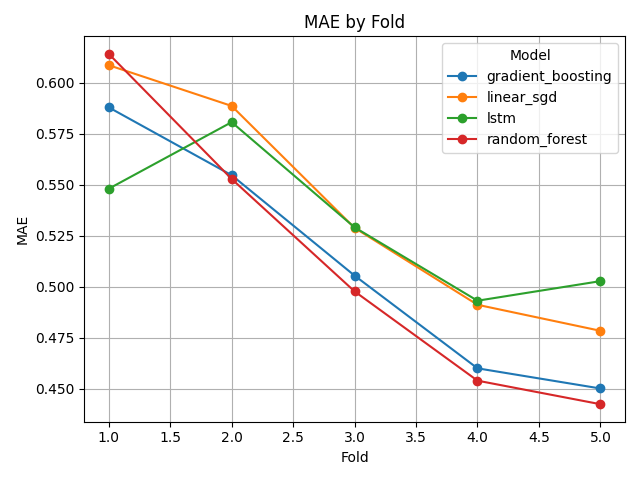 MAE by Fold
Model
gradient_boosting
linear_sgd
lstm
random_forest
MAE
0.600
0.575
0.550
0.525
0.500
0.475
0.450
1.0 1.5 2.0 2.5 3.0 3.5 4.0 4.5 5.0
Fold